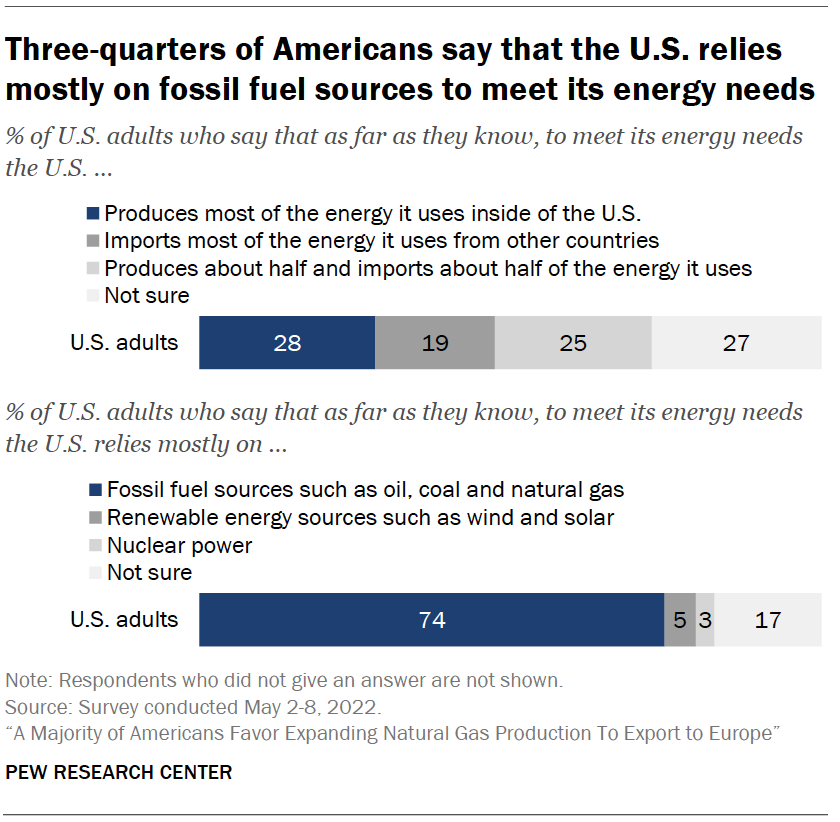 Three-quarters of Americans say that the U.S. relies
mostly on fossil fuel sources to meet its energy needs
% of U.S. adults who say that as far as they know, to meet its energy needs
the U.S. ...
Produces most of the energy it uses inside of the U.S.
Imports most of the energy it uses from other countries
Produces about half and imports about half of the energy it uses
Not sure
U.S. adults 28 19 25 27
% of U.S. adults who say that as far as they know, to meet its energy needs
the U.S. relies mostly on ...
Fossil fuel sources such as oil, coal and natural gas
Renewable energy sources such as wind and solar
Nuclear power
Not sure
U.S. adults 74 5 3 17
Note: Respondents who did not give an answer are not shown.
Source: Survey conducted May 2-8, 2022.
“A Majority of Americans Favor Expanding Natural Gas Production To Export to Europe”
PEW RESEARCH CENTER